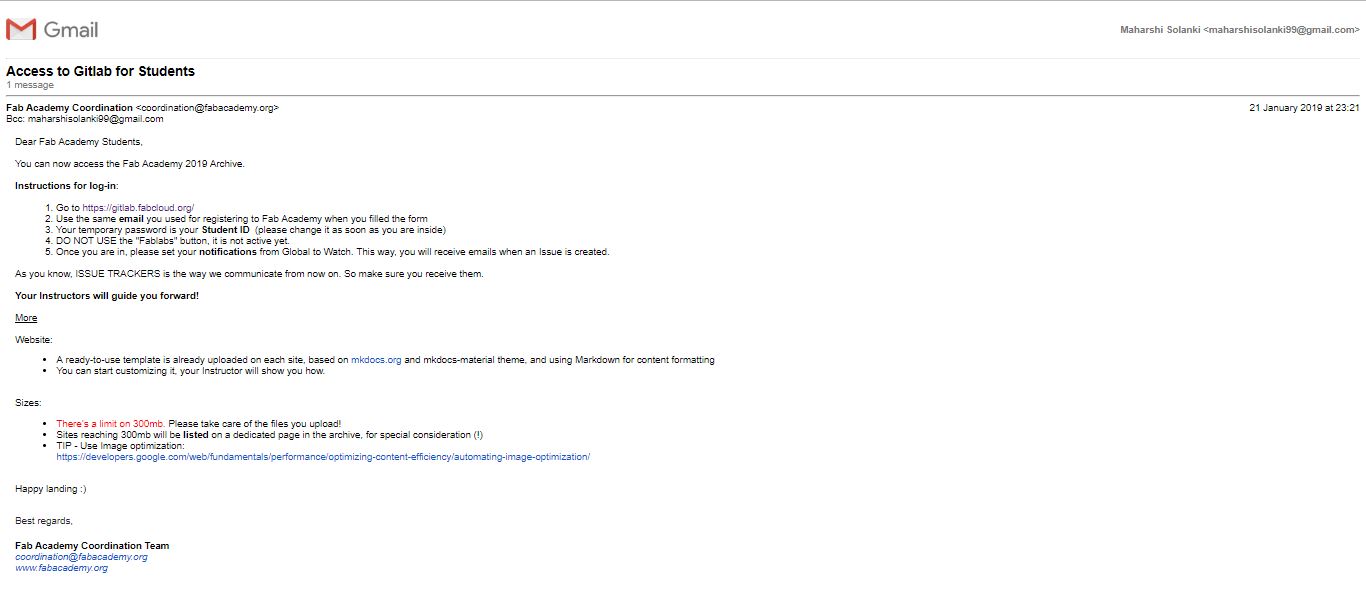 Gmail
Maharshi Solanki <maharshisolanki99@gmail.com>
Access to Gitlab for Students
1 message
Fab Academy Coordination <coordination@fabacademy.org>
21 January 2019 at 23:21
Bcc: maharshisolanki99@gmail.com
Dear Fab Academy Students,
You can now access the Fab Academy 2019 Archive.
Instructions for log-in:
1. Go to https://gitlab.fabcloud.org/
2. Use the same email you used for registering to Fab Academy when you filled the form
3. Your temporary password is your Student ID (please change it as soon as you are inside)
4. DO NOT USE the "Fablabs" button, it is not active yet.
5. Once you are in, please set your notifications from Global to Watch. This way, you will receive emails when an Issue is created.
As you know, ISSUE TRACKERS is the way we communicate from now on. So make sure you receive them.
Your Instructors will guide you forward!
More
Website:
• A ready-to-use template is already uploaded on each site, based on mkdocs.org and mkdocs-material theme, and using Markdown for content formatting
• You can start customizing it, your Instructor will show you how.
Sizes:
• There's a limit on 300mb. Please take care of the files you upload!
• Sites reaching 300mb will be listed on a dedicated page in the archive, for special consideration (!)
• TIP - Use Image optimization:
https://developers.google.com/web/fundamentals/performance/optimizing-content-efficiency/automating-image-optimization/
Happy landing :)
Best regards,
Fab Academy Coordination Team
coordination@fabacademy.org
www.fabacademy.org